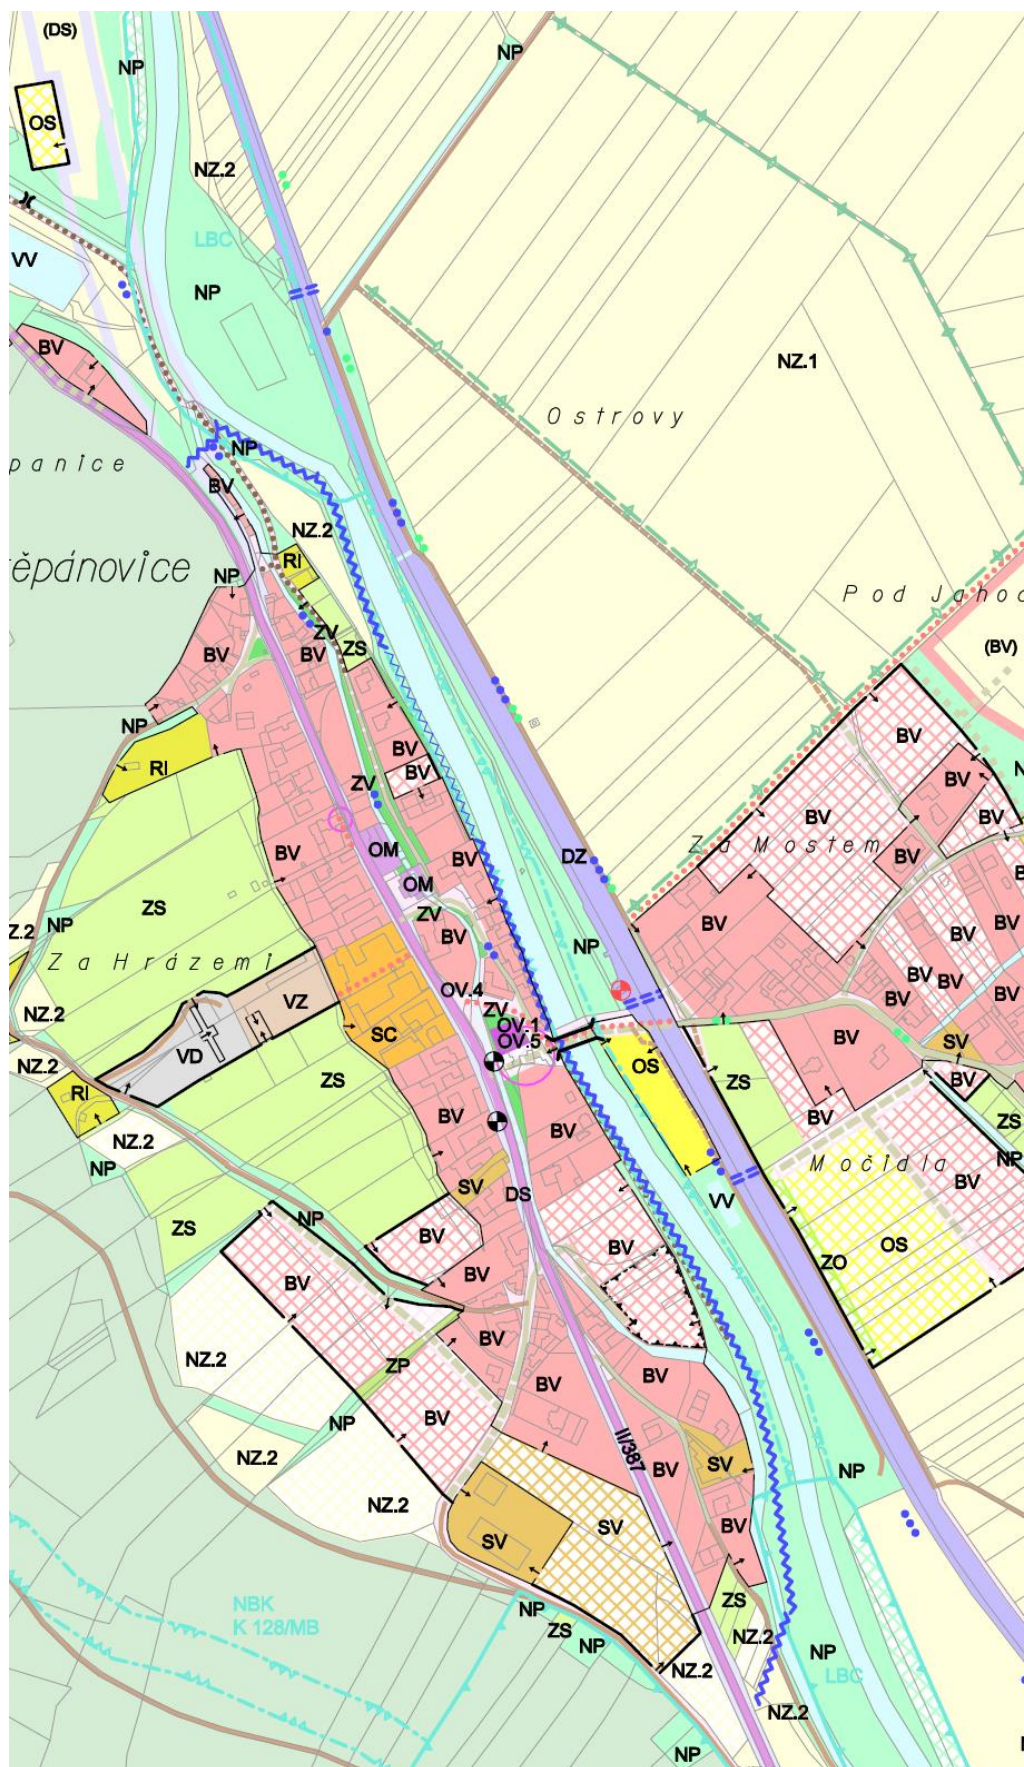 (DS)
NP
NP
OS
NZ.2
LBC
VV
NP
BV
NZ.1
Ostrovy
NP
panice
BV
NZ.2
RI
ěpánovice
NP
Pod Jahod
ZV
BV
BV
ZS
(BV)
NP
BV
BV
ZV
BV
RI
N
BV
BV
Za Mostem
OM
BV
BV
DZ
BV
BV
OM
B
ZS
ZV
NP
BV
BV
BV
Z.2
BV
NP
Za Hrázemi
BV
BV
OV.4
VZ
ZV
NZ.2
OV.1
BV
BV
SC
OV.5
SV
VD
NZ.2
OS
ZS
ZS
BV
RI
BV
BV
BV
ZS
NZ.2
NP
NP
Močidla
SV
BV
DS
VV
NP
ZS
BV
BV
OS
ZO
BV
BV
BV
NZ.2
ZP
BV
BV
BV
NP
II/387
NZ.2
SV
NP
BV
NZ.2
SV
SV
BV
NBK
K 128/MB
NP
ZS
ZS
NP
NZ.2
NP
NZ.2
LBC
NZ.2
NP